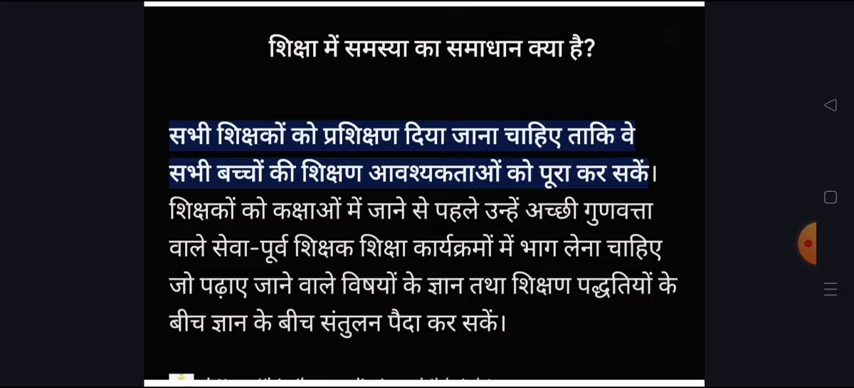 शिक्षा में समस्या का समाधान क्या है?
सभी शिक्षकों को प्रशिक्षण दिया जाना चाहिए ताकि वे
सभी बच्चों की शिक्षण आवश्यकताओं को पूरा कर सकें।
शिक्षकों को कक्षाओं में जाने से पहले उन्हें अच्छी गुणवत्ता
वाले सेवा-पूर्व शिक्षक शिक्षा कार्यक्रमों में भाग लेना चाहिए
जो पढ़ाए जाने वाले विषयों के ज्ञान तथा शिक्षण पद्धतियों के
बीच ज्ञान के बीच संतुलन पैदा कर सकें।